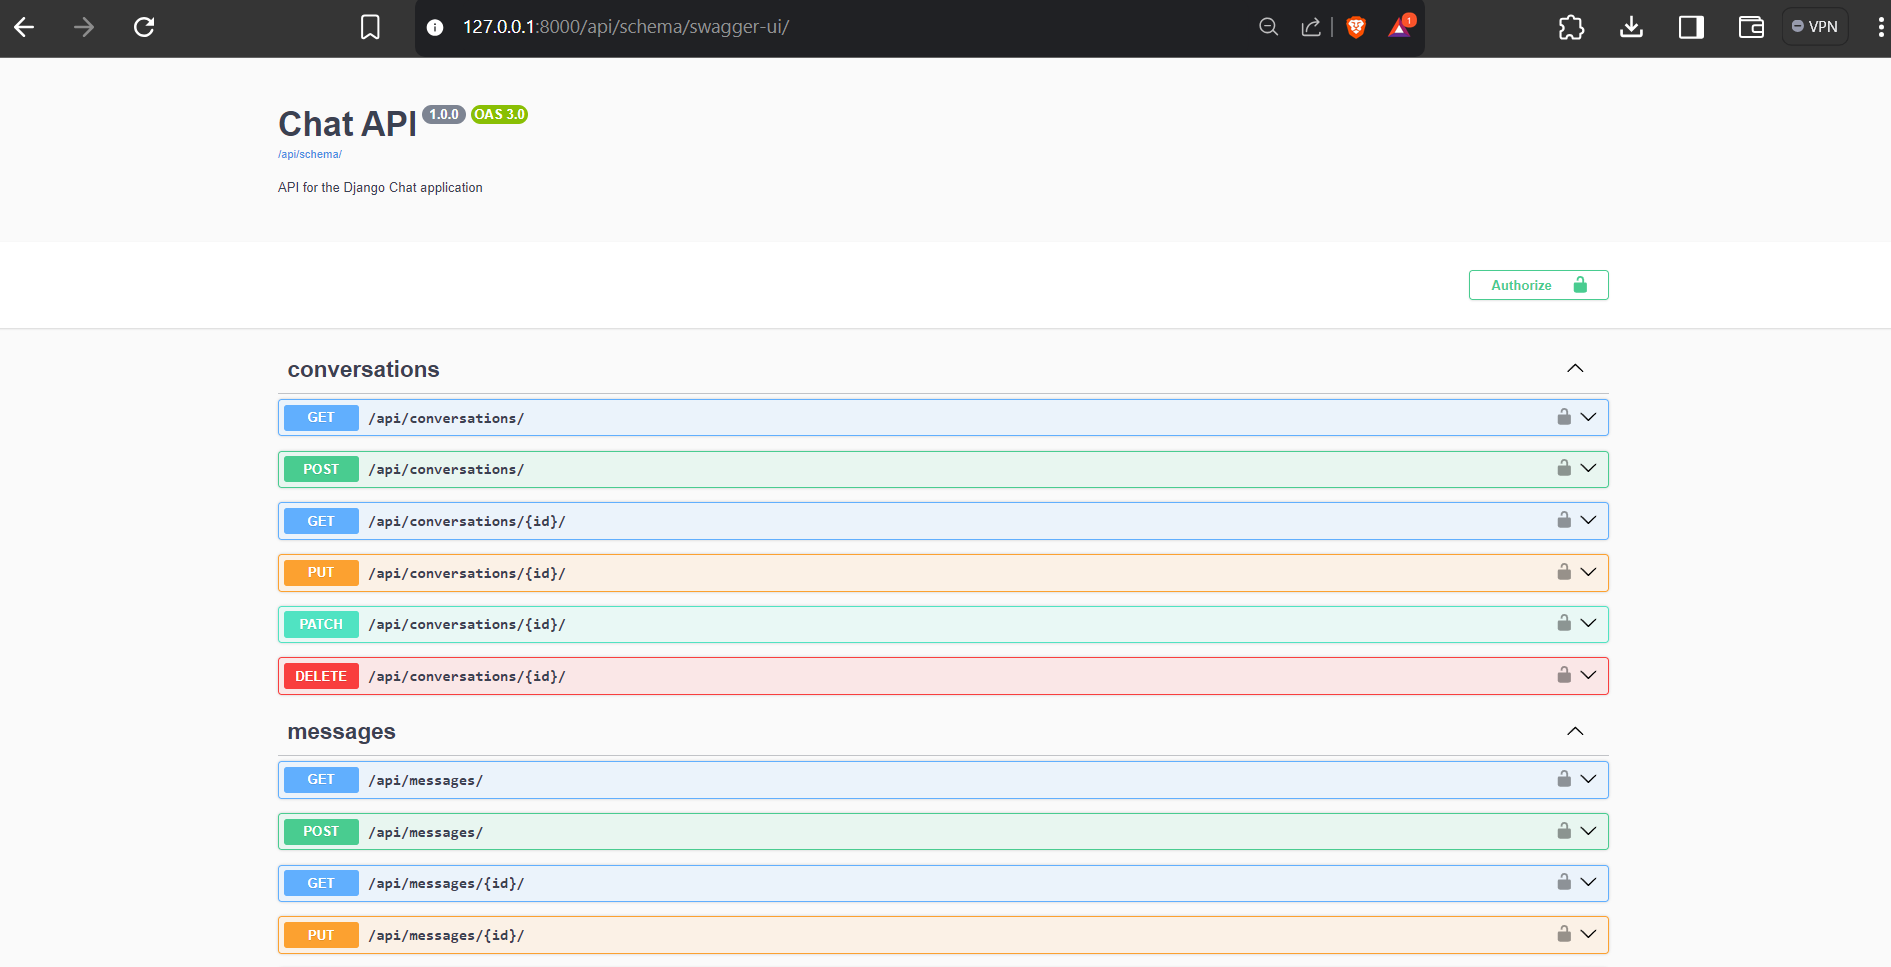 127.0.0.1:8000/api/schema/swagger-ui/
1
VPN
Chat API 1.0.0 OAS 3.0
/api/schema/
API for the Django Chat application
Authorize
conversations
GET /api/conversations/
POST /api/conversations/
GET /api/conversations/{id}/
PUT /api/conversations/{id}/
PATCH /api/conversations/{id}/
DELETE /api/conversations/{id}/
messages
GET /api/messages/
POST /api/messages/
GET /api/messages/{id}/
PUT /api/messages/{id}/